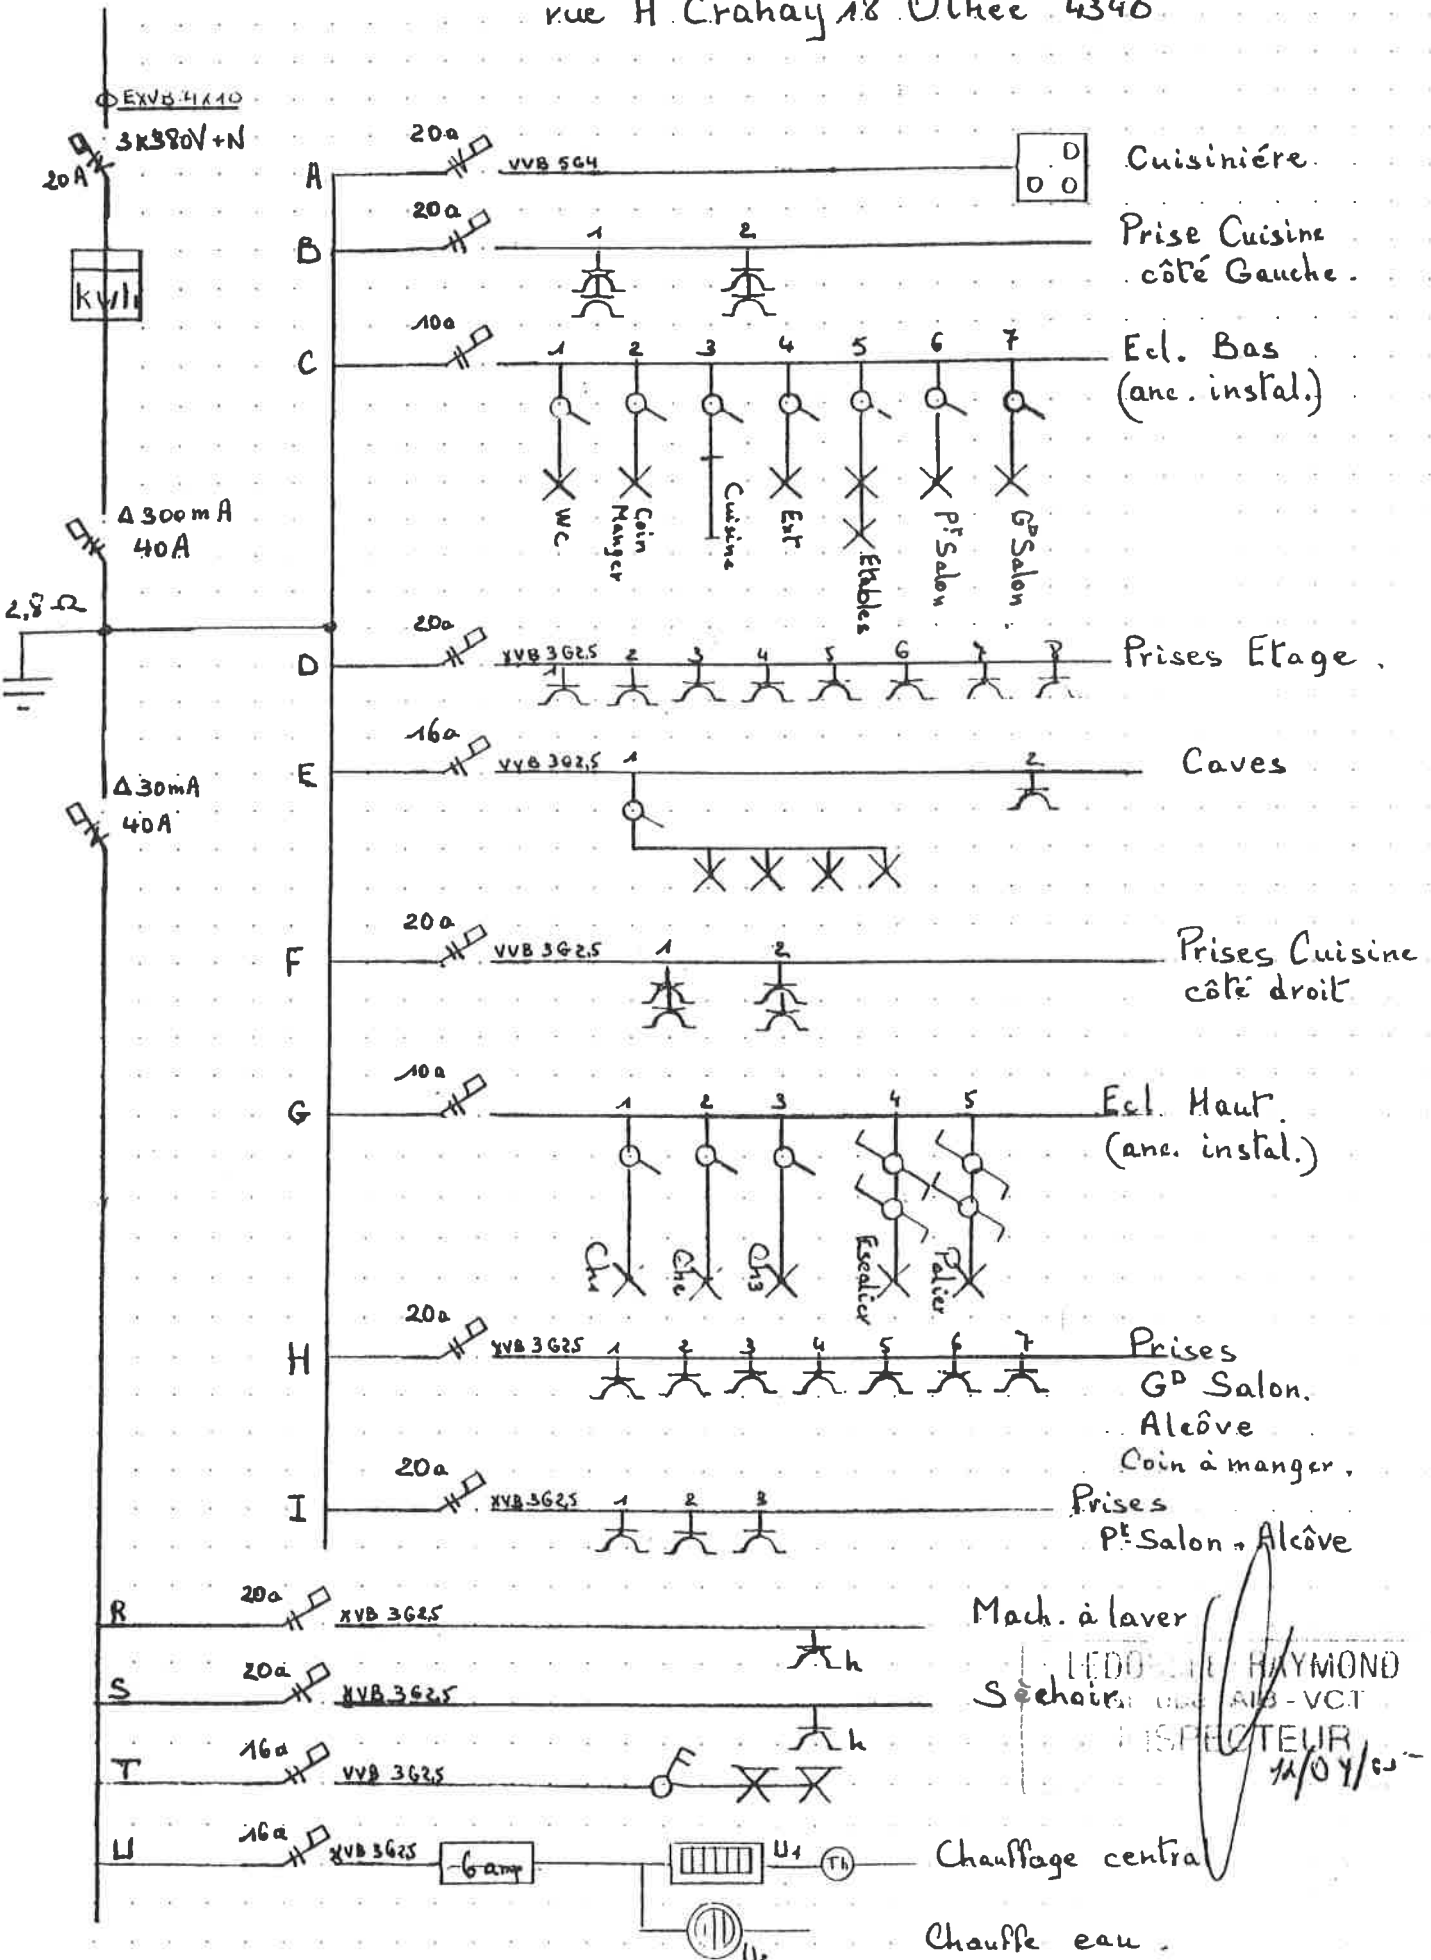 rue H. Crahay 18 Othée 4340
EXVB 4x10
3x380V+N
20A
kWh
Δ300mA
40A
2,8 Ω
Δ30mA
40A
A 20a VVB 5G4 Cuisiniére
B 20a 1 2 Prise Cuisine
côté Gauche.
C 10a 1 2 3 4 5 6 7 Ecl. Bas
(anc. instal.)
WC
Coin
Manger
Cuisine
Ext
Etables
Pt Salon
GD Salon.
D 20a XVB 3G2,5 1 2 3 4 5 6 7 8 Prises Etage.
E 16a VVB 3G2,5 1 2 Caves
F 20a VVB 3G2,5 1 2 Prises Cuisine
côté droit
G 10a 1 2 3 4 5 Ecl. Haut.
(anc. instal.)
Ch1
Ch2
Ch3
Escalier
Palier
H 20a XVB 3G2,5 1 2 3 4 5 6 7 Prises
GD Salon.
Alcôve
Coin à manger.
I 20a XVB 3G2,5 1 2 3 Prises
Pt Salon + Alcôve
R 20a XVB 3G2,5 h Mach. à laver
S 20a XVB 3G2,5 h Séchoir
RAYMOND
AIB - VCT
INSPECTEUR
T 16a VVB 3G2,5
U 16a XVB 3G2,5 6 amp U1 Th Chauffage central
U2 Chauffe eau.